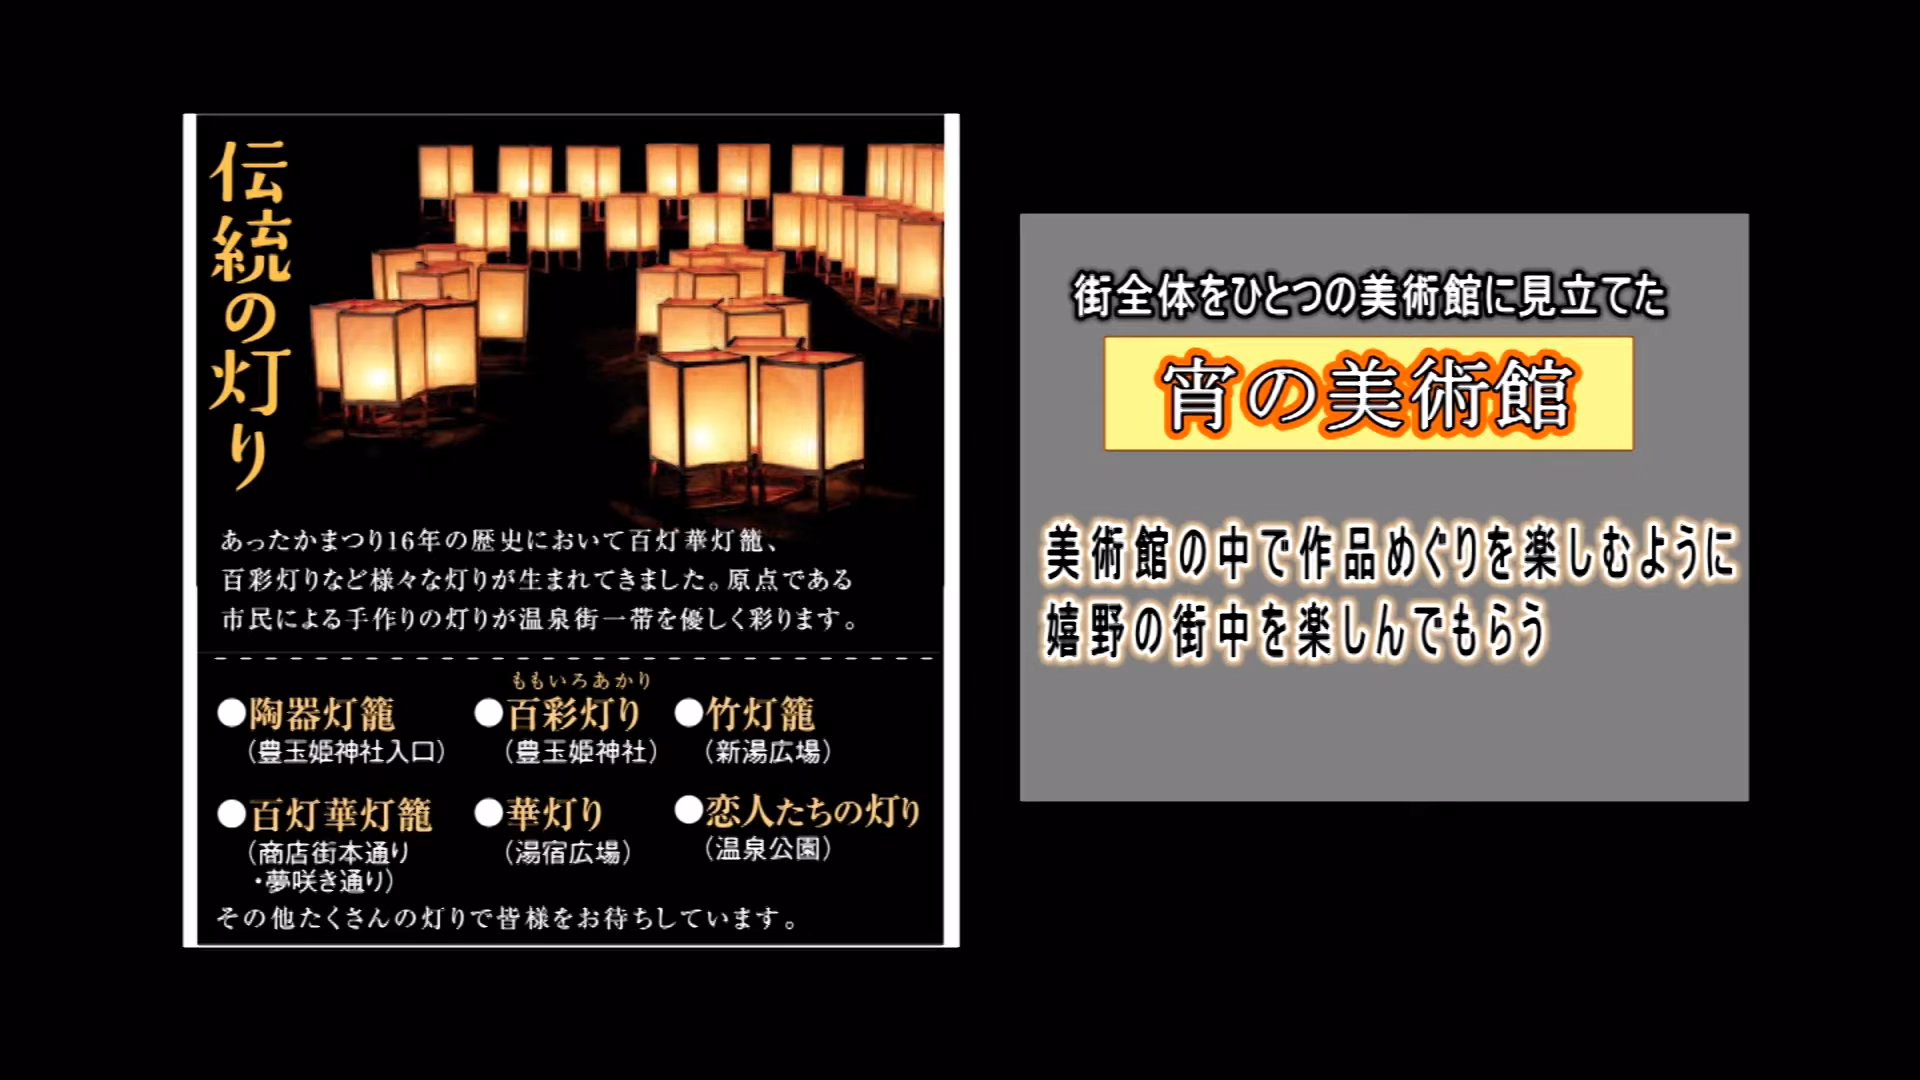 伝統の灯り
あったかまつり16年の歴史において百灯華灯籠、
百彩灯りなど様々な灯りが生まれてきました。原点である
市民による手作りの灯りが温泉街一帯を優しく彩ります。
●陶器灯籠
（豊玉姫神社入口）
ももいろあかり
●百彩灯り
（豊玉姫神社）
●竹灯籠
（新湯広場）
●百灯華灯籠
（商店街本通り
・夢咲き通り）
●華灯り
（湯宿広場）
●恋人たちの灯り
（温泉公園）
その他たくさんの灯りで皆様をお待ちしています。
街全体をひとつの美術館に見立てた
宵の美術館
美術館の中で作品めぐりを楽しむように
嬉野の街中を楽しんでもらう